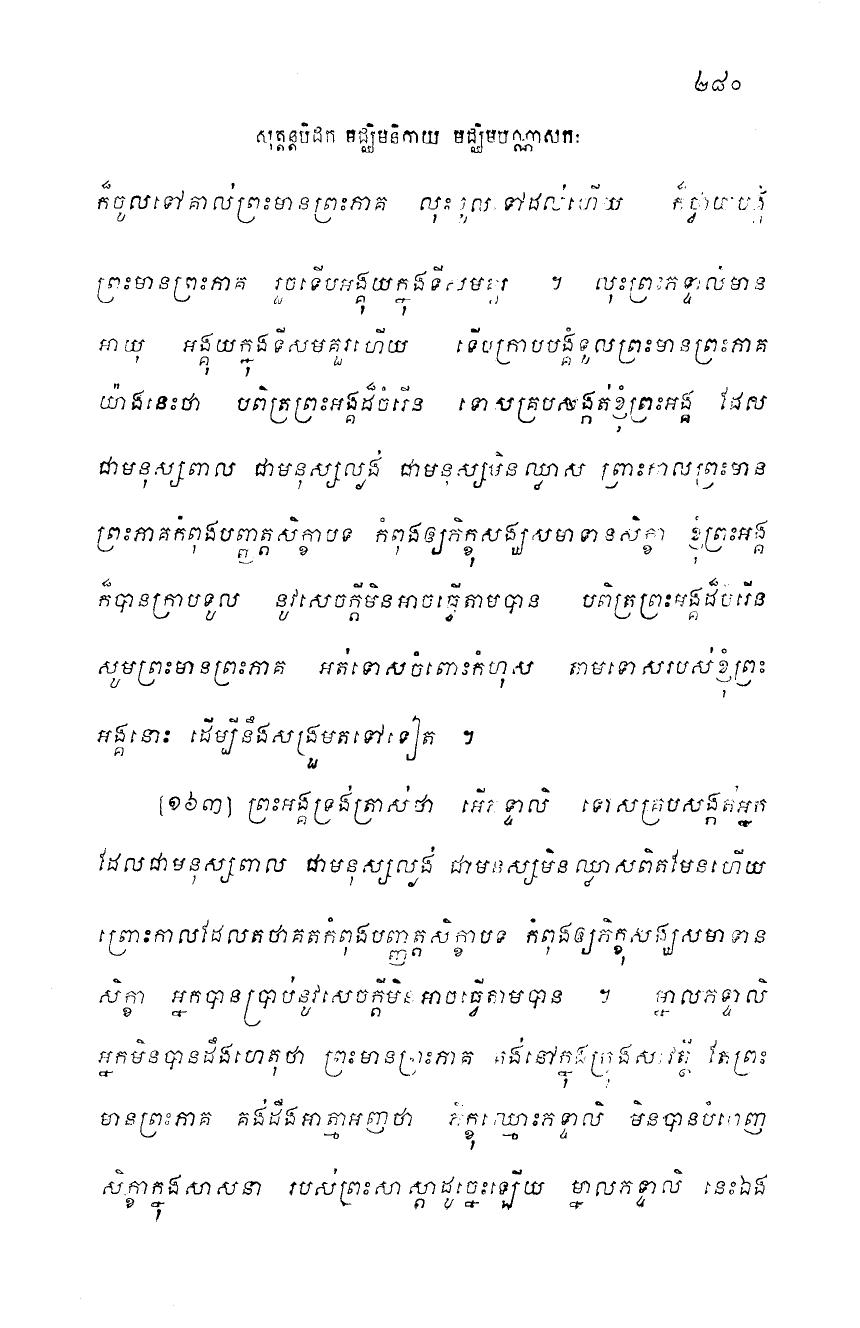 ២៨០
សុត្តន្តបិដក មជ្ឈិមនិកាយ មជ្ឈិមបណ្ណាសកៈ
ក៏ចូលទៅគាល់ព្រះមានព្រះភាគ លុះចូលទៅដល់ហើយ ក៏ថ្វាយបង្គំ
ព្រះមានព្រះភាគ រួចទើបអង្គុយក្នុងទីសមគួរ ។ លុះព្រះភទ្ទាលិមាន
អាយុ អង្គុយក្នុងទីសមគួរហើយ ទើបក្រាបបង្គំទូលព្រះមានព្រះភាគ
យ៉ាងនេះថា បពិត្រព្រះអង្គដ៏ចំរើន ទោសគ្របសង្កត់ខ្ញុំព្រះអង្គ ដែល
ជាមនុស្សពាល ជាមនុស្សល្ងង់ ជាមនុស្សមិនឈ្លាស ព្រោះកាលព្រះមាន
ព្រះភាគកំពុងបញ្ញត្តសិក្ខាបទ កំពុងឲ្យភិក្ខុសង្ឃសមាទានសិក្ខា ខ្ញុំព្រះអង្គ
ក៏បានក្រាបទូល នូវសេចក្តីមិនអាចធ្វើតាមបាន បពិត្រព្រះអង្គដ៏ចំរើន
សូមព្រះមានព្រះភាគ អត់ទោសចំពោះកំហុស តាមទោសរបស់ខ្ញុំព្រះ
អង្គនោះ ដើម្បីនឹងសង្រួមតទៅទៀត ។
[១៦៣] ព្រះអង្គទ្រង់ត្រាស់ថា អើភទ្ទាលិ ទោសគ្របសង្កត់អ្នក
ដែលជាមនុស្សពាល ជាមនុស្សល្ងង់ ជាមនុស្សមិនឈ្លាសពិតមែនហើយ
ព្រោះកាលដែលតថាគតកំពុងបញ្ញត្តសិក្ខាបទ កំពុងឲ្យភិក្ខុសង្ឃសមាទាន
សិក្ខា អ្នកបានប្រាប់នូវសេចក្តីមិនអាចធ្វើតាមបាន ។ ម្នាលភទ្ទាលិ
អ្នកមិនបានដឹងហេតុថា ព្រះមានព្រះភាគ គង់នៅក្នុងក្រុងសាវត្ថី តែព្រះ
មានព្រះភាគ គង់ដឹងអាត្មាអញថា ភិក្ខុឈ្មោះភទ្ទាលិ មិនបានបំពេញ
សិក្ខាក្នុងសាសនា របស់ព្រះសាស្តាដូច្នេះឡើយ ម្នាលភទ្ទាលិ នេះឯង